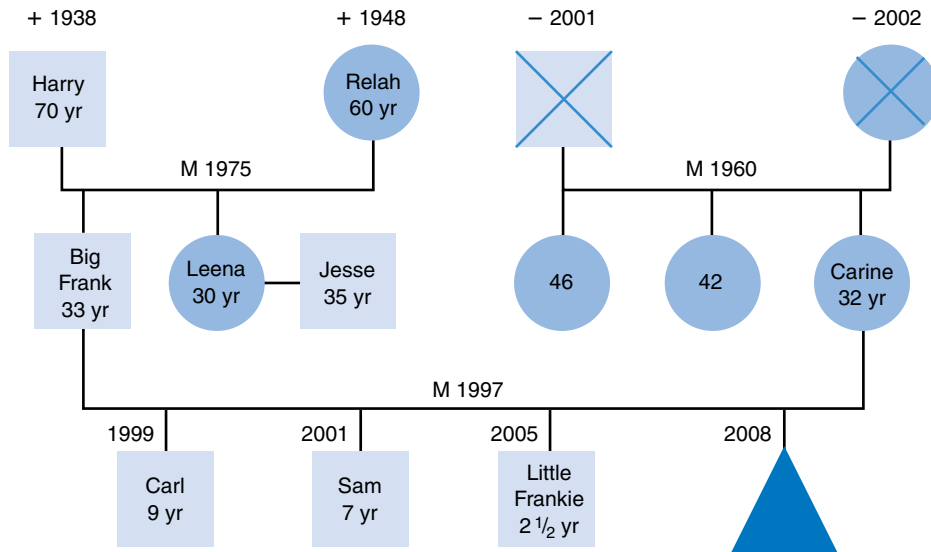 + 1938
+ 1948
– 2001
– 2002
Harry
70 yr
Relah
60 yr
M 1975
M 1960
Big
Frank
33 yr
Leena
30 yr
Jesse
35 yr
46
42
Carine
32 yr
M 1997
1999
2001
2005
2008
Carl
9 yr
Sam
7 yr
Little
Frankie
2 1/2 yr